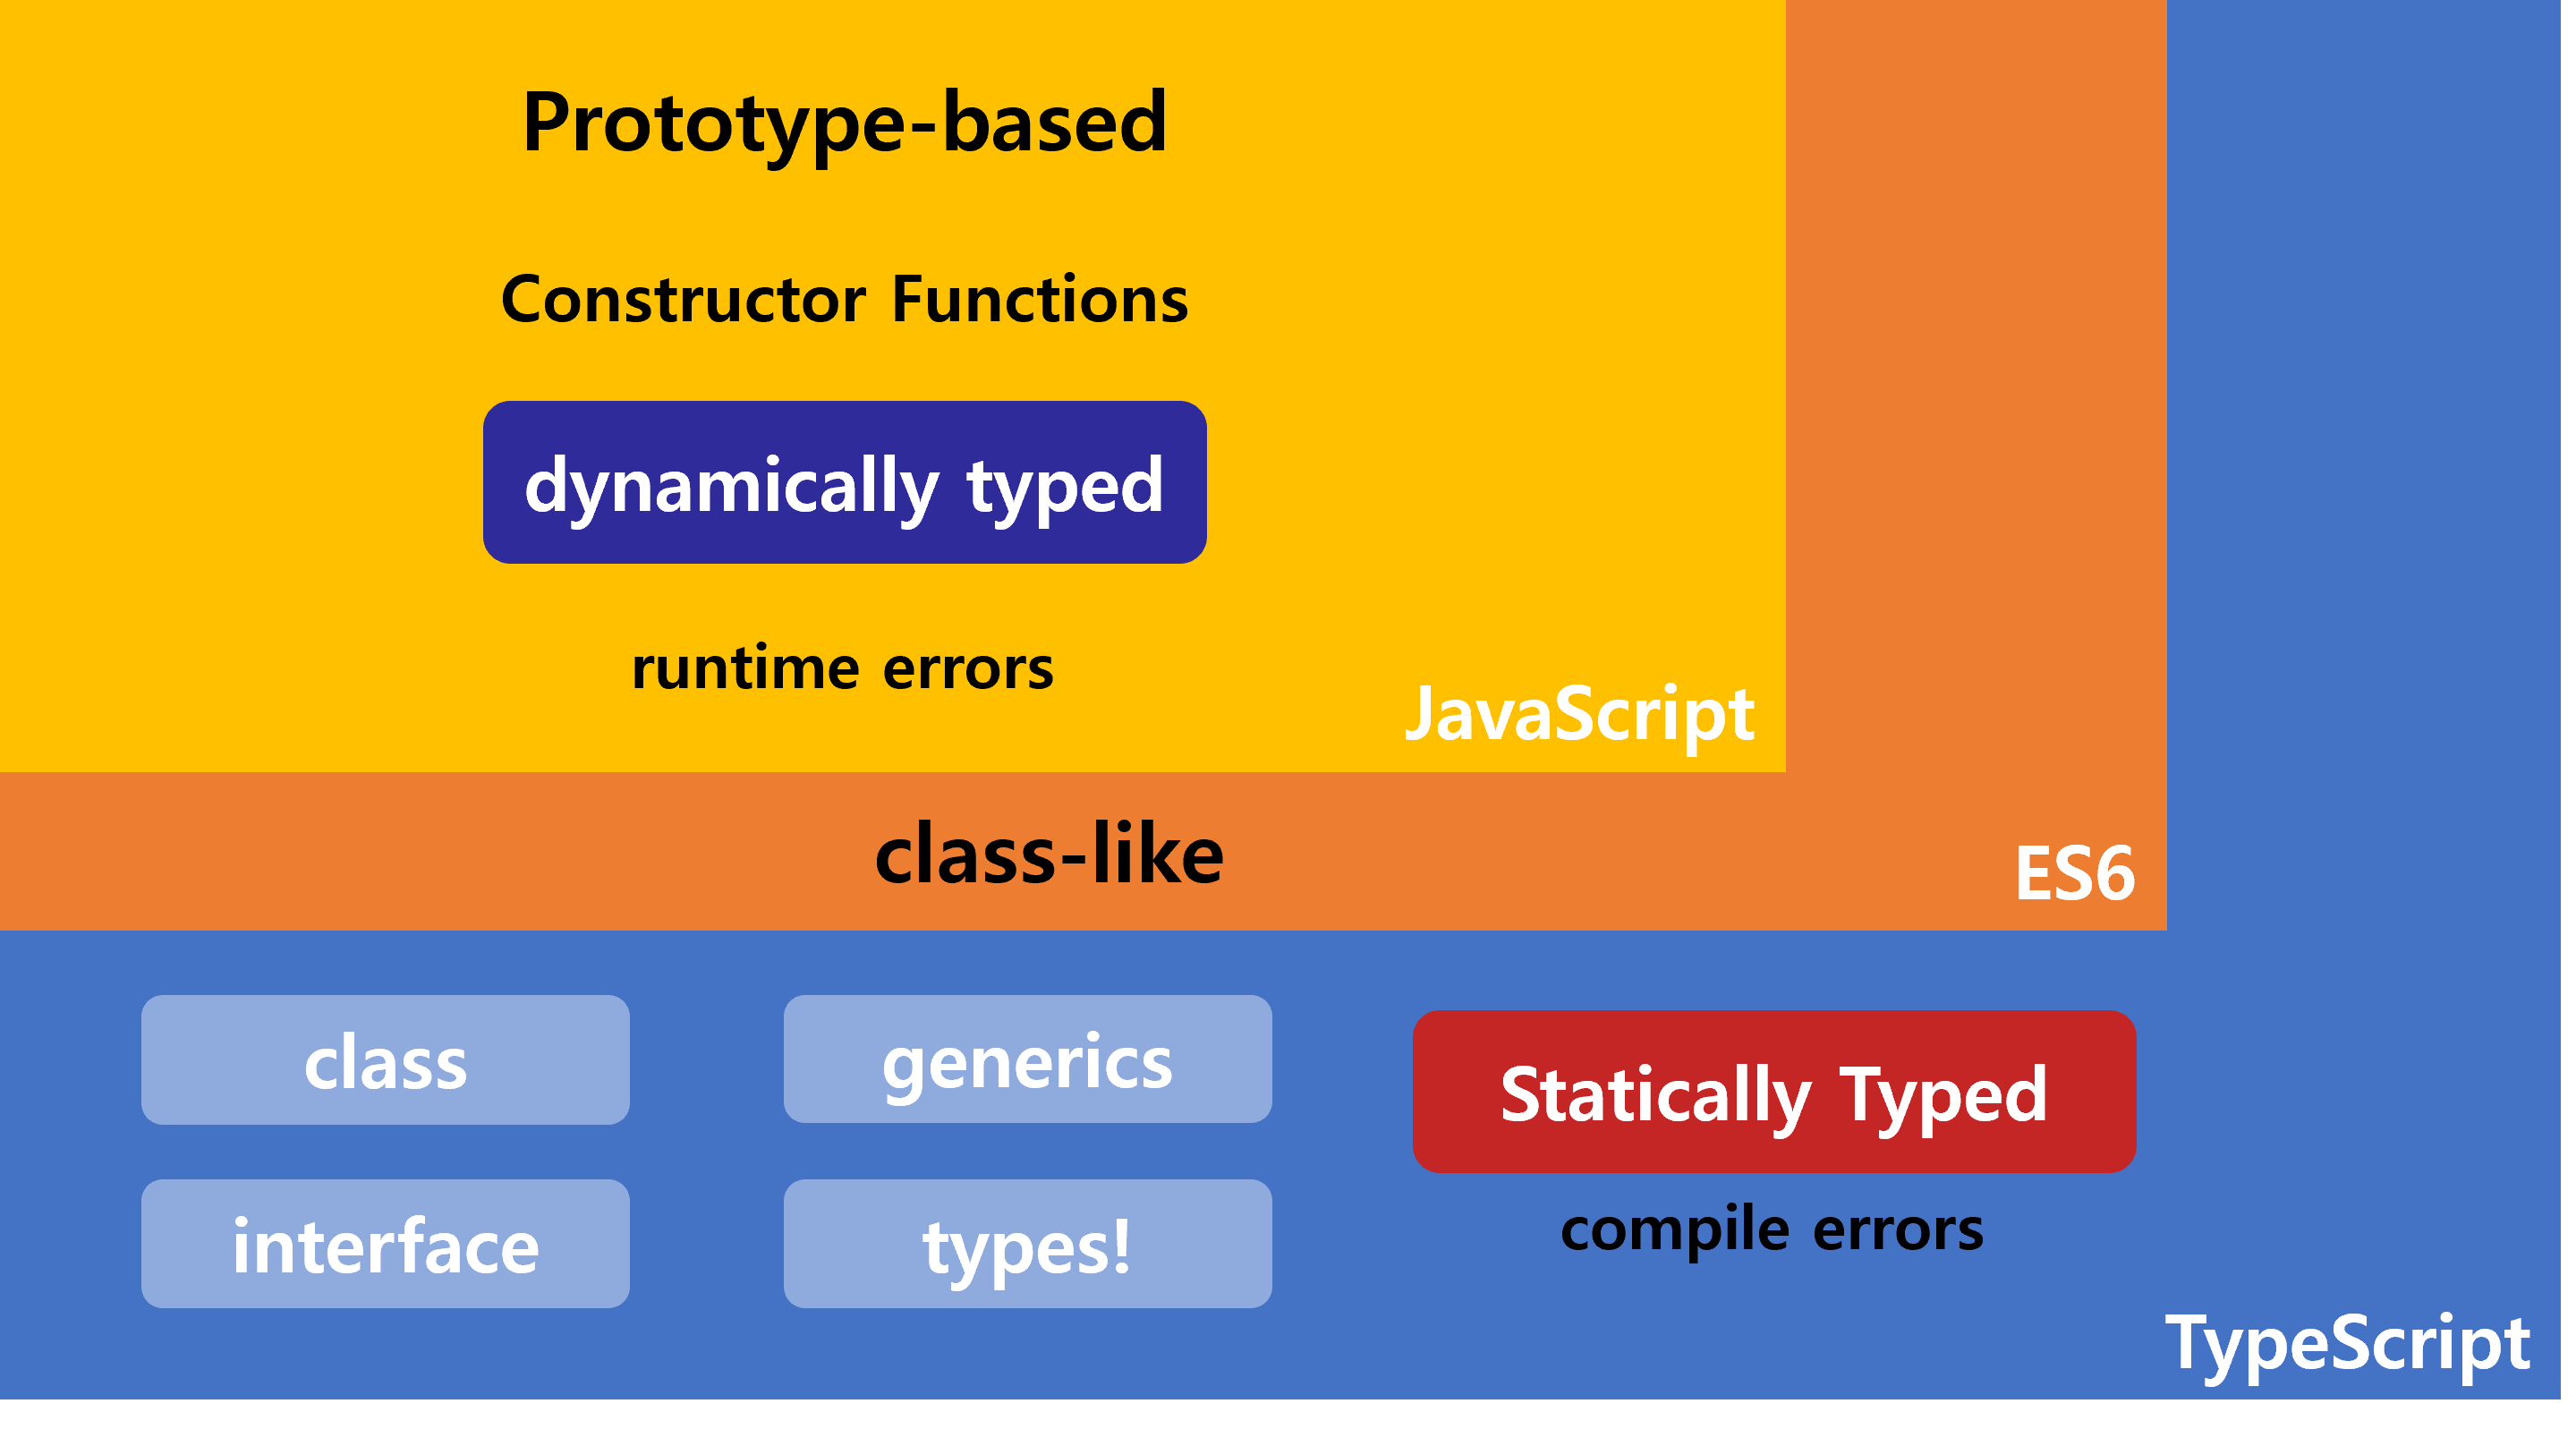 Prototype-based
Constructor Functions
dynamically typed
runtime errors
JavaScript
class-like
ES6
class
generics
Statically Typed
interface
types!
compile errors
TypeScript